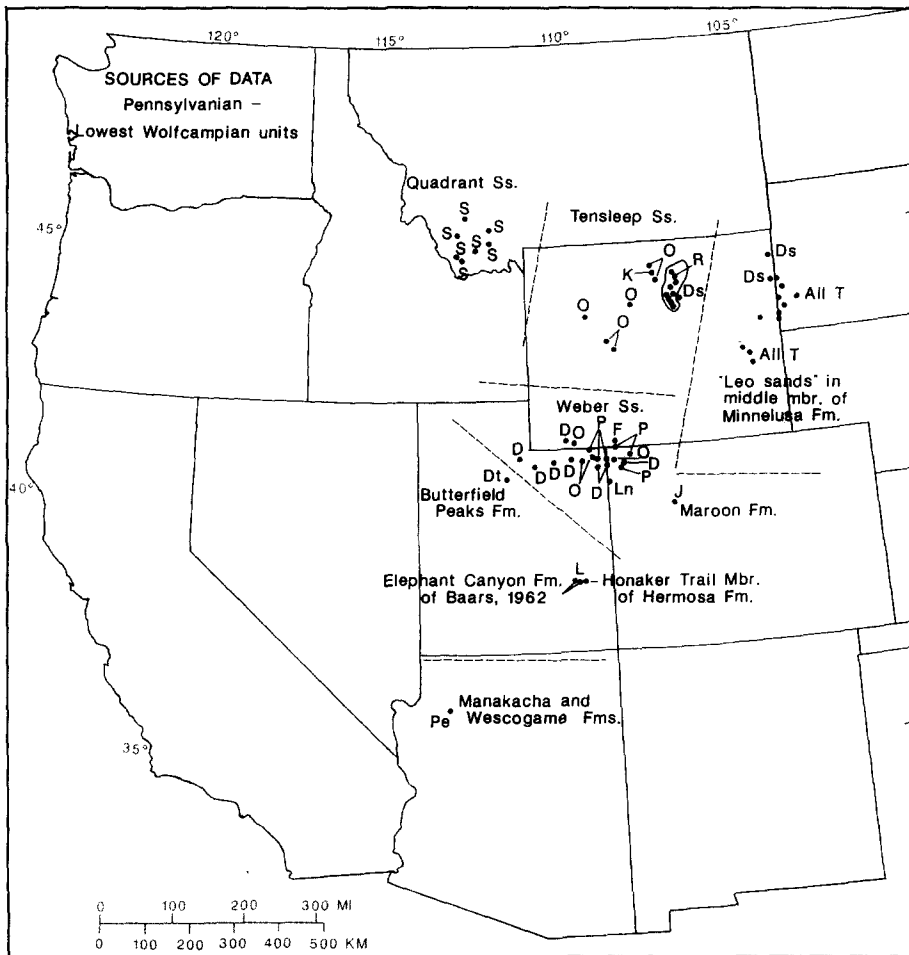 120°
115°
110°
105°
SOURCES OF DATA
Pennsylvanian –
Lowest Wolfcampian units
Quadrant Ss.
S
S
S
S
S
S
S
S
45°
Tensleep Ss.
O
R
K
O
Ds
O
O
Ds
Ds
All T
All T
"Leo sands" in
middle mbr. of
Minnelusa Fm.
Weber Ss.
P
D
O
F
P
D
O
D
D
D
D
P
Dt
O
D
Ln
40°
Butterfield
Peaks Fm.
J
Maroon Fm.
L
Elephant Canyon Fm.
of Baars, 1962
Honaker Trail Mbr.
of Hermosa Fm.
Manakacha and
Wescogame Fms.
Pe
35°
0 100 200 300 MI
0 100 200 300 400 500 KM